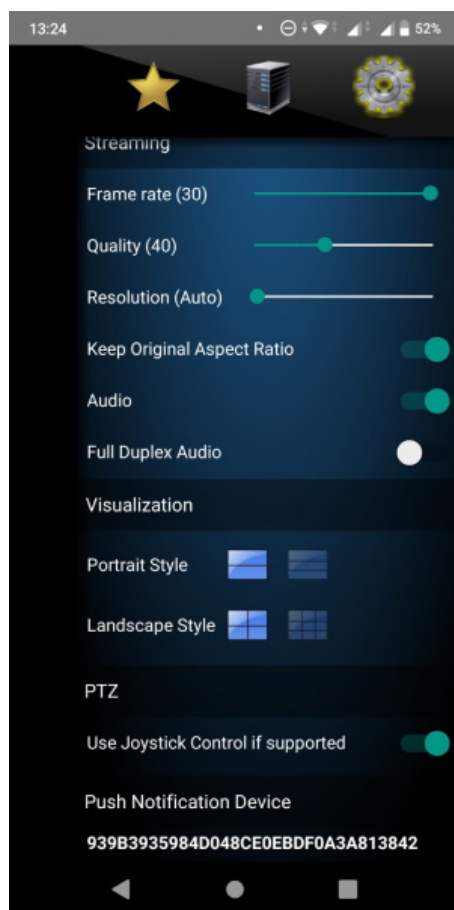 13:24
52%
Streaming
Frame rate (30)
Quality (40)
Resolution (Auto)
Keep Original Aspect Ratio
Audio
Full Duplex Audio
Visualization
Portrait Style
Landscape Style
PTZ
Use Joystick Control if supported
Push Notification Device
939B3935984D048CE0EBDF0A3A813842